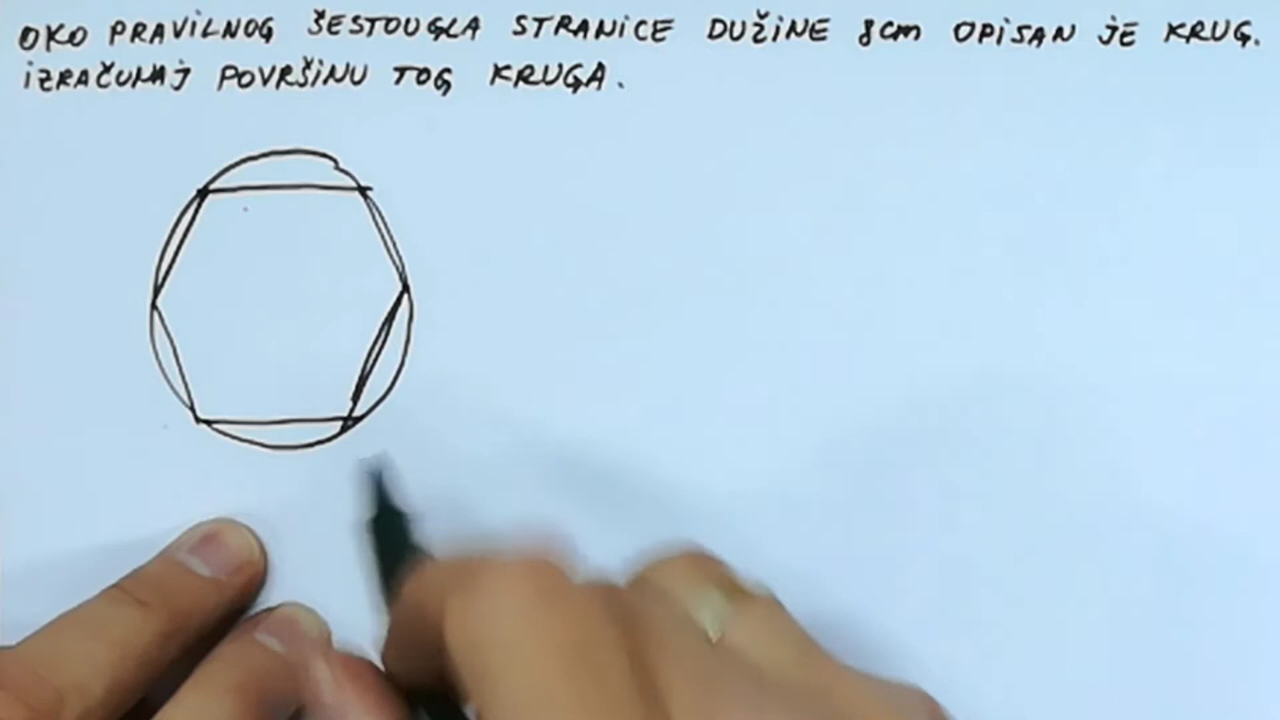 OKO PRAVILNOG ŠESTOUGLA STRANICE DUŽINE 8cm OPISAN JE KRUG.
IZRAČUNAJ POVRŠINU TOG KRUGA.